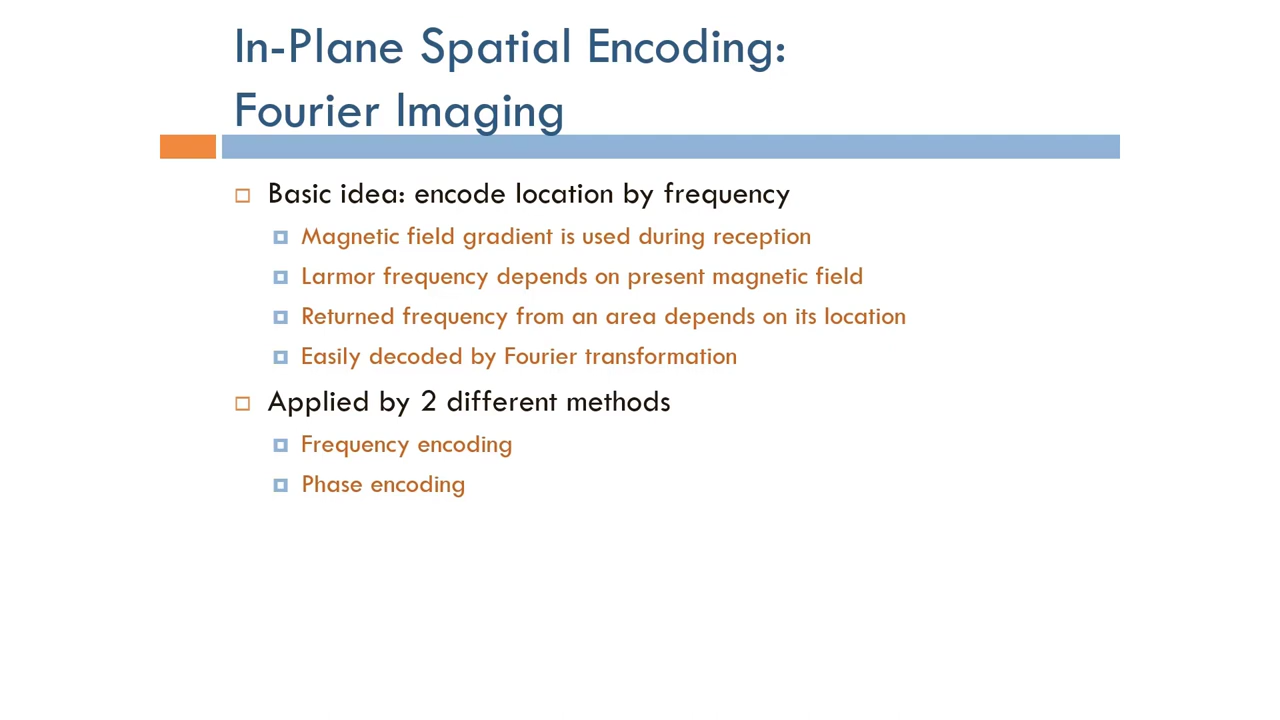 In-Plane Spatial Encoding:
Fourier Imaging
Basic idea: encode location by frequency
Magnetic field gradient is used during reception
Larmor frequency depends on present magnetic field
Returned frequency from an area depends on its location
Easily decoded by Fourier transformation
Applied by 2 different methods
Frequency encoding
Phase encoding